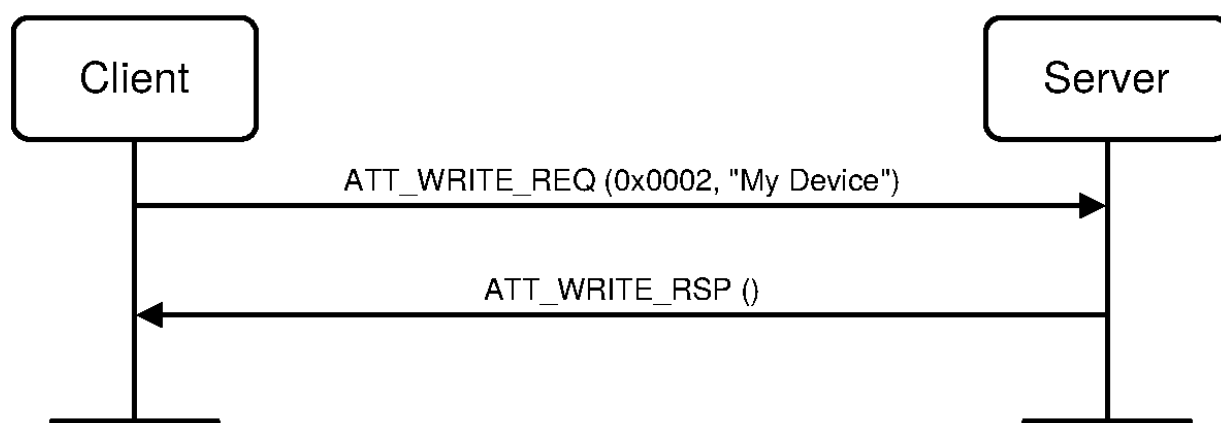 Client
Server
ATT_WRITE_REQ (0x0002, "My Device")
ATT_WRITE_RSP ()